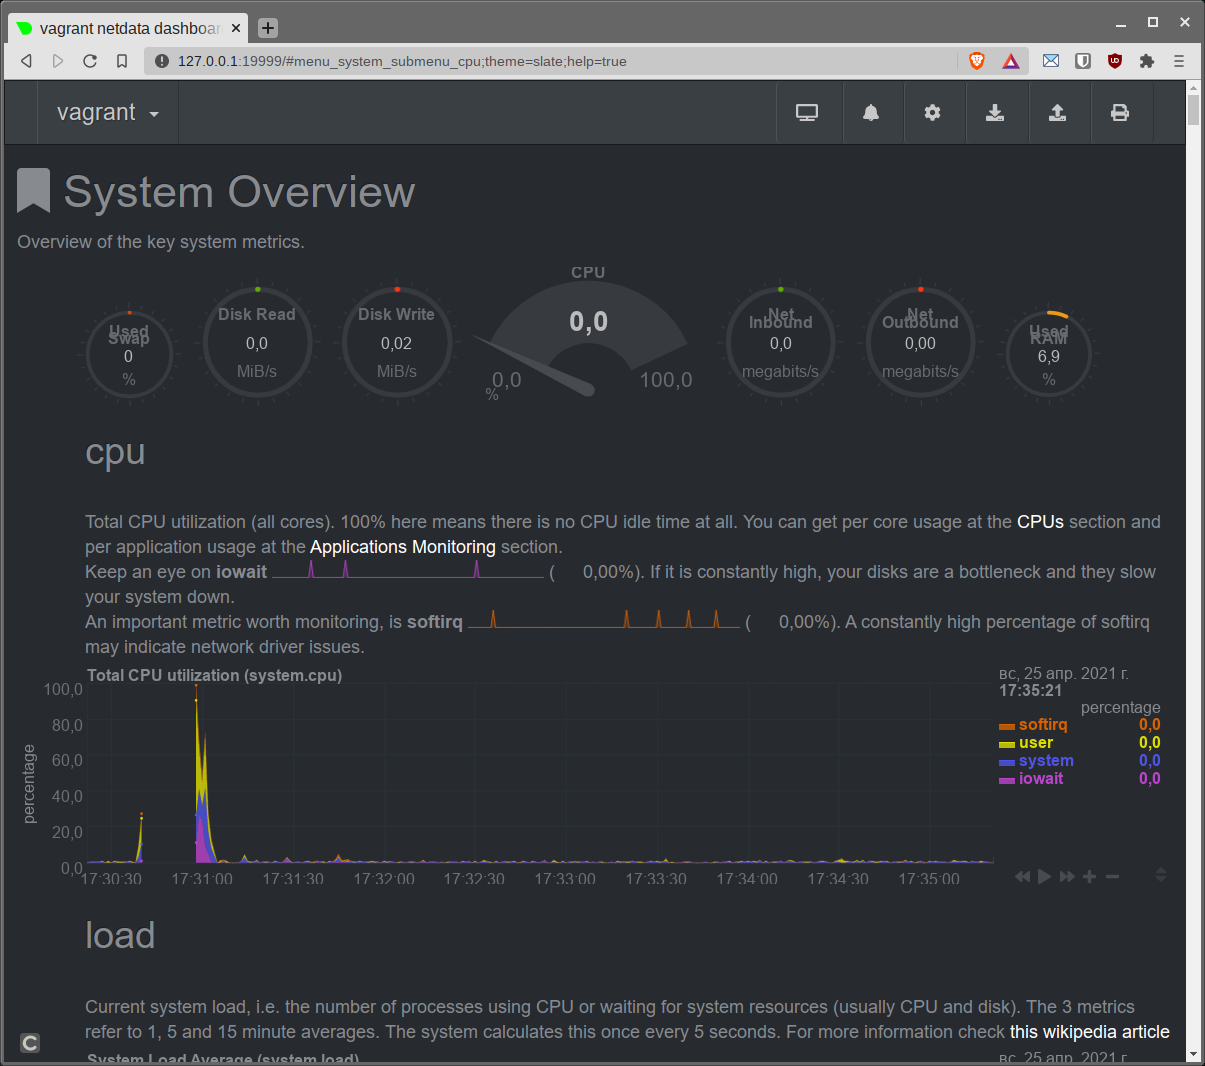 vagrant netdata dashboar
127.0.0.1:19999/#menu_system_submenu_cpu;theme=slate;help=true
vagrant
System Overview
Overview of the key system metrics.
Used Swap
0
%
Disk Read
0,0
MiB/s
Disk Write
0,02
MiB/s
CPU
0,0
0,0
100,0
%
Net Inbound
0,0
megabits/s
Net Outbound
0,00
megabits/s
Used RAM
6,9
%
cpu
Total CPU utilization (all cores). 100% here means there is no CPU idle time at all. You can get per core usage at the CPUs section and
per application usage at the Applications Monitoring section.
Keep an eye on iowait ( 0,00%). If it is constantly high, your disks are a bottleneck and they slow
your system down.
An important metric worth monitoring, is softirq ( 0,00%). A constantly high percentage of softirq
may indicate network driver issues.
Total CPU utilization (system.cpu)
вс, 25 апр. 2021 г.
17:35:21
percentage
softirq 0,0
user 0,0
system 0,0
iowait 0,0
percentage
100,0
80,0
60,0
40,0
20,0
0,0
17:30:30 17:31:00 17:31:30 17:32:00 17:32:30 17:33:00 17:33:30 17:34:00 17:34:30 17:35:00
load
Current system load, i.e. the number of processes using CPU or waiting for system resources (usually CPU and disk). The 3 metrics
refer to 1, 5 and 15 minute averages. The system calculates this once every 5 seconds. For more information check this wikipedia article
System Load Average (system.load)
вс, 25 апр. 2021 г.